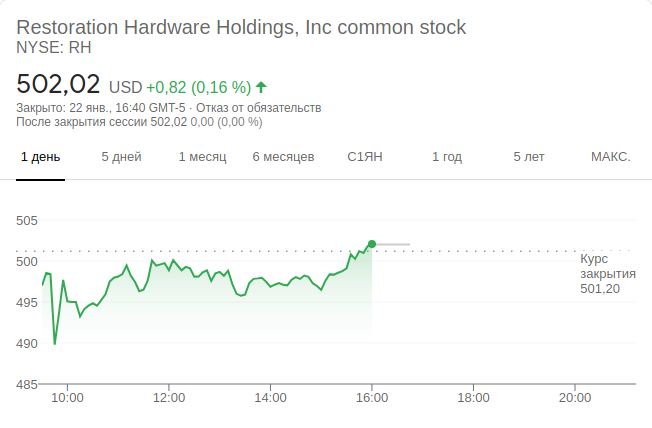 Restoration Hardware Holdings, Inc common stock
NYSE: RH
502,02 USD +0,82 (0,16 %)
Закрыто: 22 янв., 16:40 GMT-5 · Отказ от обязательств
После закрытия сессии 502,02 0,00 (0,00 %)
1 день 5 дней 1 месяц 6 месяцев С1ЯН 1 год 5 лет МАКС.
505
500
Курс
закрытия
501,20
495
490
485
10:00 12:00 14:00 16:00 18:00 20:00